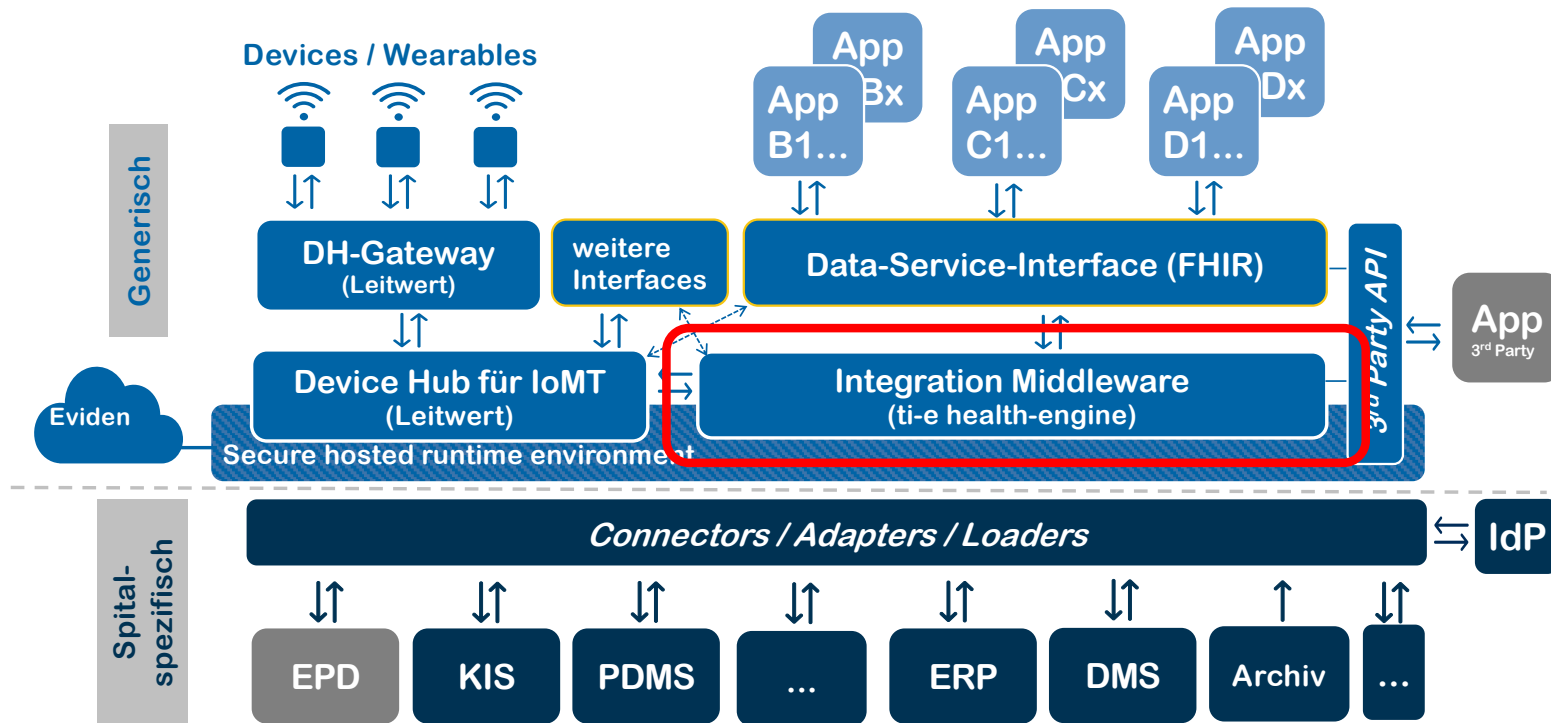 Devices / Wearables
App
Bx
App
B1...
App
Cx
App
C1...
App
Dx
App
D1...
Generisch
DH-Gateway
(Leitwert)
weitere
Interfaces
Data-Service-Interface (FHIR)
3rd Party API
App
3rd Party
Device Hub für IoMT
(Leitwert)
Integration Middleware
(ti-e health-engine)
Eviden
Secure hosted runtime environment
Spital-
spezifisch
Connectors / Adapters / Loaders
IdP
EPD
KIS
PDMS
...
ERP
DMS
Archiv
...